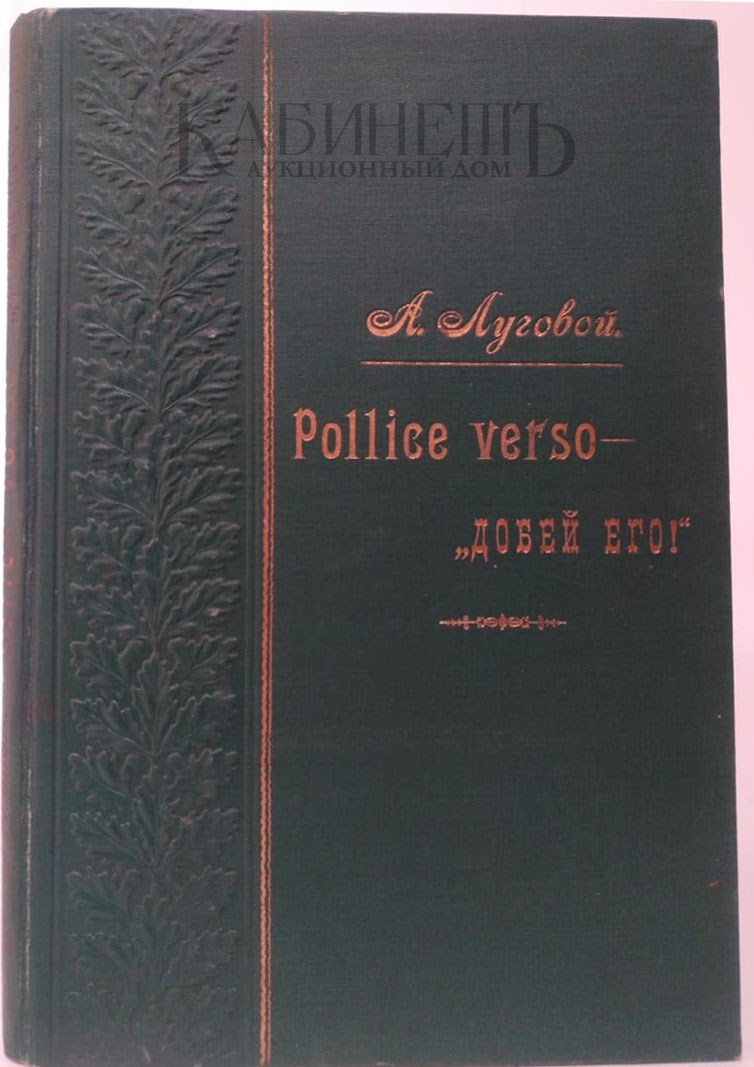 КАБИНЕТЪ
АУКЦИОННЫЙ ДОМ
А. Луговой.
Pollice verso—
„ДОБЕЙ ЕГО!“